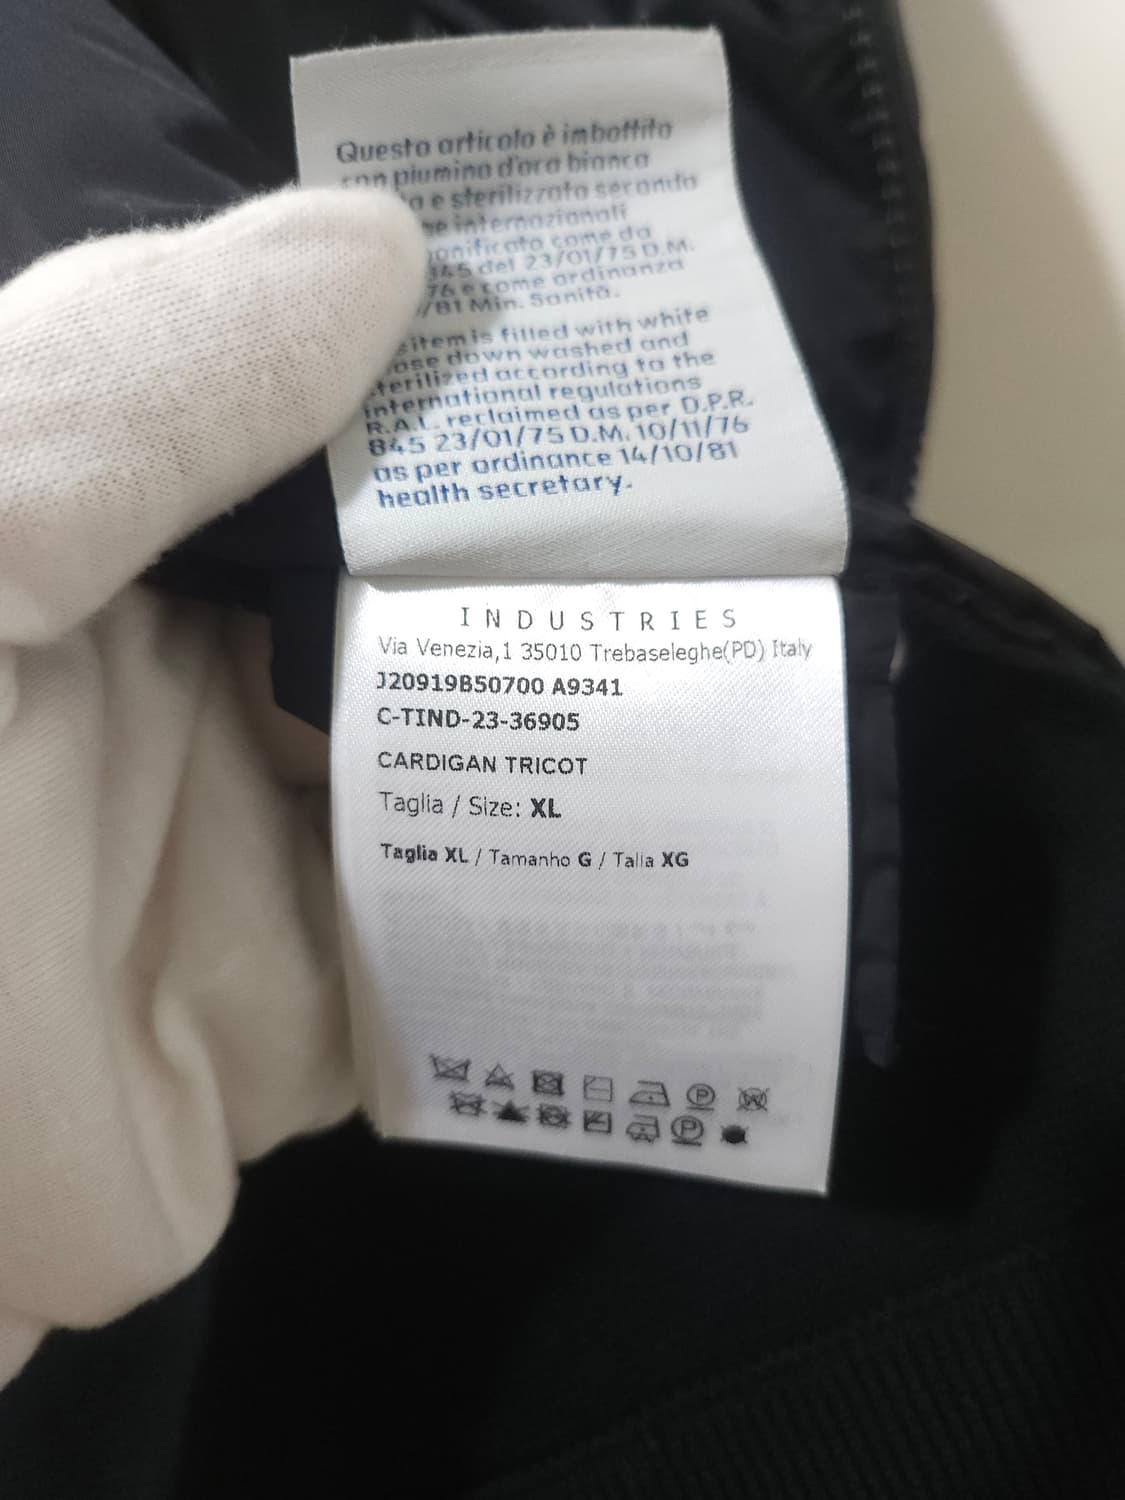 Questo articolo è imbottito
con piumino d'oca bianca
e sterilizzato secondo
internazionali
come da
845 del 23/01/75 D.M.
76 e come ordinanza
/81 Min. Sanità.
item is filled with white
down washed and
sterilized according to the
international regulations
R.A.L. reclaimed as per D.P.R.
845 23/01/75 D.M. 10/11/76
as per ordinance 14/10/81
health secretary.
INDUSTRIES
Via Venezia,1 35010 Trebaseleghe(PD) Italy
J20919B50700 A9341
C-TIND-23-36905
CARDIGAN TRICOT
Taglia / Size: XL
Taglia XL / Tamanho G / Talla XG
P
W
P